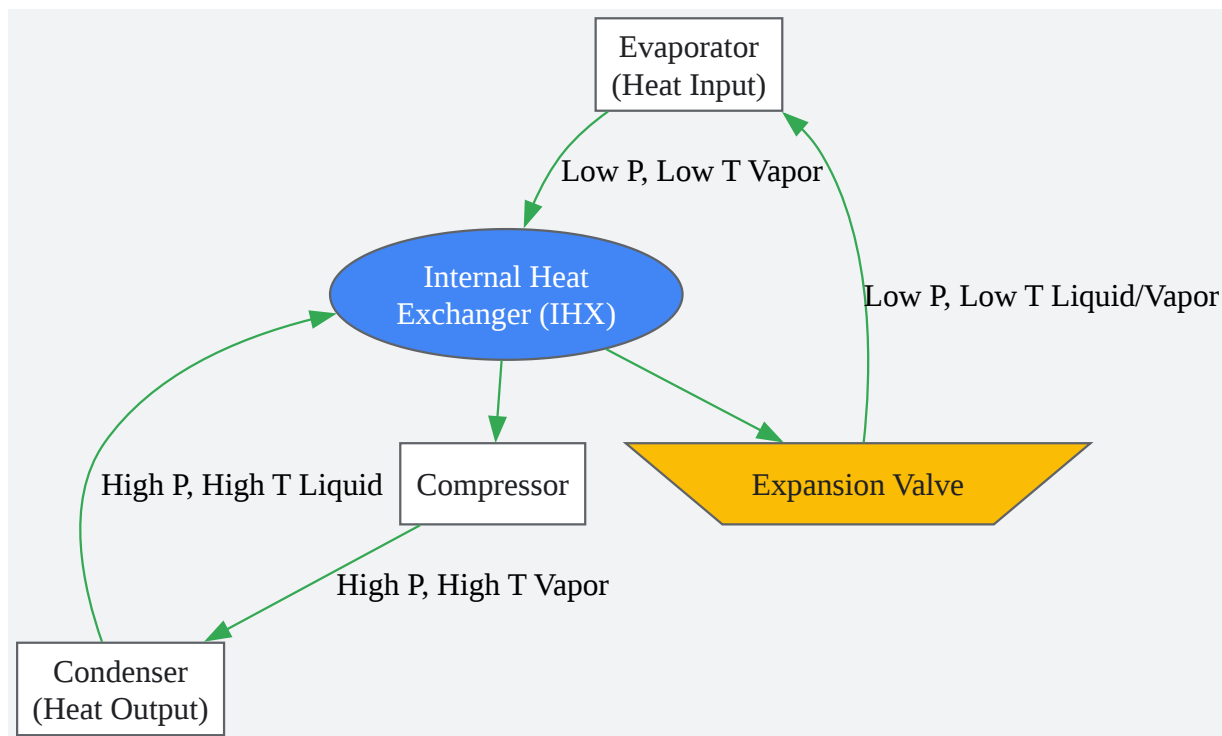 Evaporator
(Heat Input)
Low P, Low T Vapor
Internal Heat
Exchanger (IHX)
Low P, Low T Liquid/Vapor
High P, High T Liquid
Compressor
Expansion Valve
High P, High T Vapor
Condenser
(Heat Output)